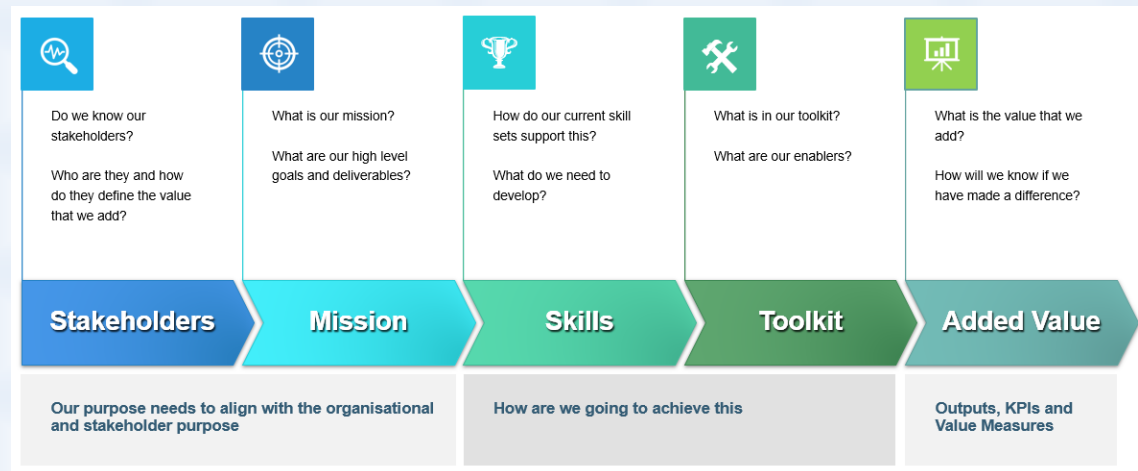 Do we know our
stakeholders?
Who are they and how
do they define the value
that we add?
What is our mission?
What are our high level
goals and deliverables?
How do our current skill
sets support this?
What do we need to
develop?
What is in our toolkit?
What are our enablers?
What is the value that we
add?
How will we know if we
have made a difference?
Stakeholders
Mission
Skills
Toolkit
Added Value
Our purpose needs to align with the organisational
and stakeholder purpose
How are we going to achieve this
Outputs, KPIs and
Value Measures